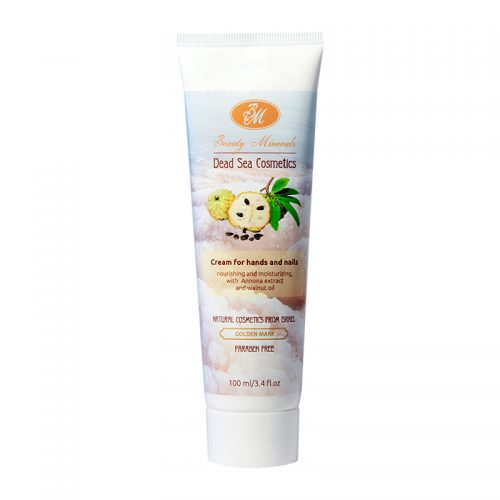 BM
Beauty Minerals
Dead Sea Cosmetics
Cream for hands and nails
nourishing and moisturizing,
with Annona extract
and walnut oil
NATURAL COSMETICS FROM ISRAEL
GOLDEN MARK
PARABEN FREE
100 ml/3.4 fl.oz